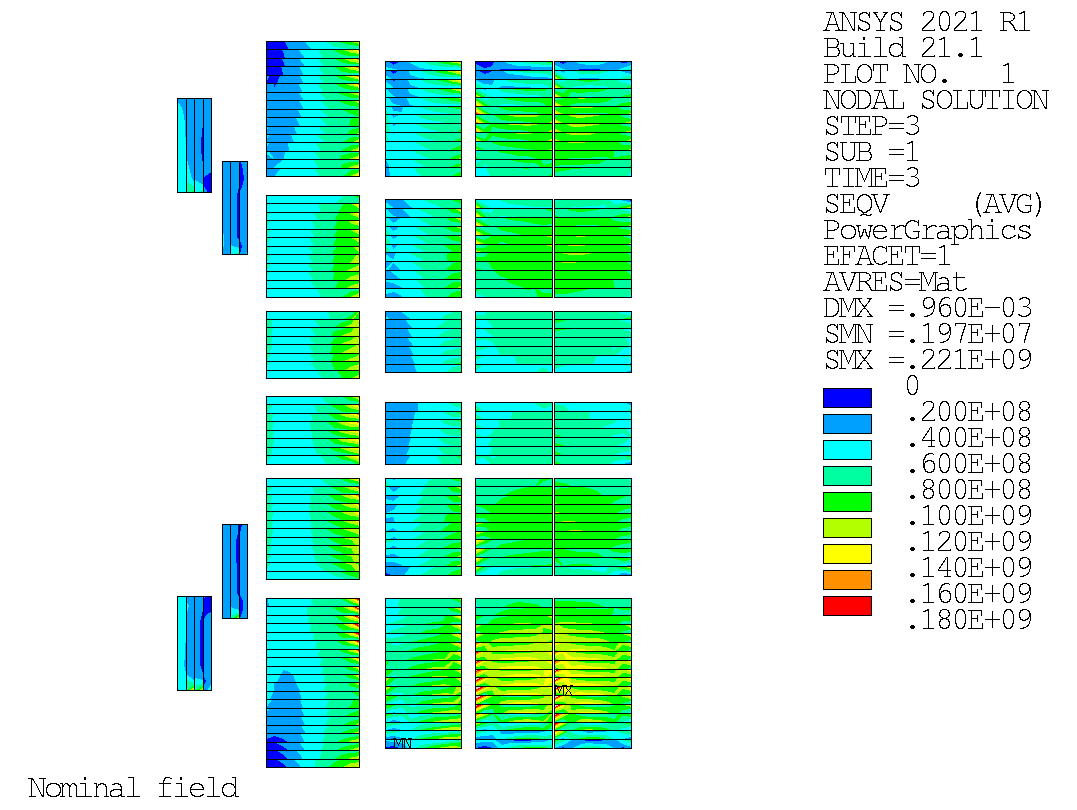 ANSYS 2021 R1
Build 21.1
PLOT NO.   1
NODAL SOLUTION
STEP=3
SUB =1
TIME=3
SEQV     (AVG)
PowerGraphics
EFACET=1
AVRES=Mat
DMX =.960E-03
SMN =.197E+07
SMX =.221E+09
0
.200E+08
.400E+08
.600E+08
.800E+08
.100E+09
.120E+09
.140E+09
.160E+09
.180E+09
MX
MN
Nominal field